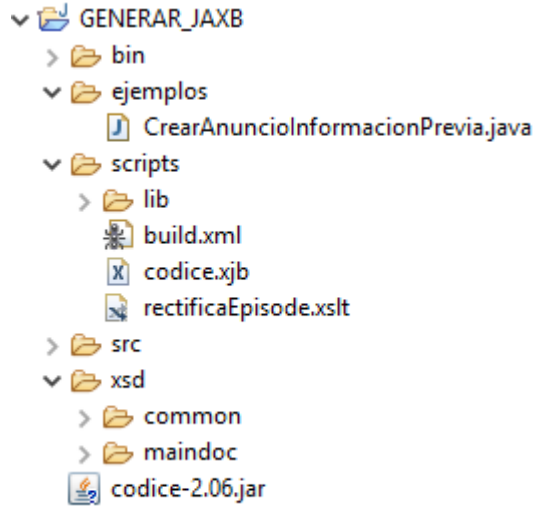 GENERAR_JAXB
bin
ejemplos
CrearAnuncioInformacionPrevia.java
scripts
lib
build.xml
codice.xjb
rectificaEpisode.xslt
src
xsd
common
maindoc
codice-2.06.jar